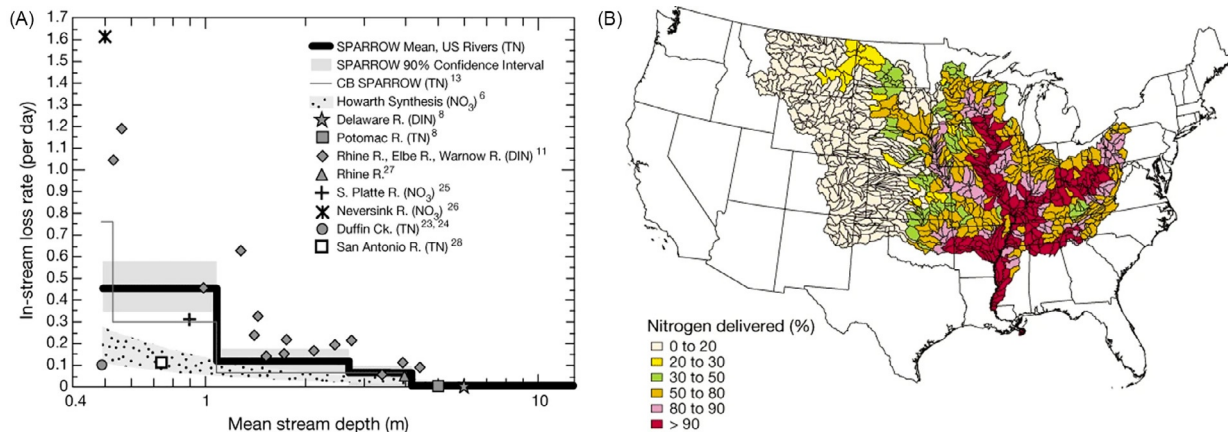 (A)
1.7
1.6
1.5
1.4
1.3
1.2
1.1
1
0.9
0.8
0.7
0.6
0.5
0.4
0.3
0.2
0.1
0
In-stream loss rate (per day)
0.4
1
10
Mean stream depth (m)
SPARROW Mean, US Rivers (TN)
SPARROW 90% Confidence Interval
CB SPARROW (TN) 13
Howarth Synthesis (NO3) 6
Delaware R. (DIN) 8
Potomac R. (TN) 8
Rhine R., Elbe R., Warnow R. (DIN) 11
Rhine R. 27
S. Platte R. (NO3) 25
Neversink R. (NO3) 26
Duffin Ck. (TN) 23, 24
San Antonio R. (TN) 28
(B)
Nitrogen delivered (%)
0 to 20
20 to 30
30 to 50
50 to 80
80 to 90
> 90